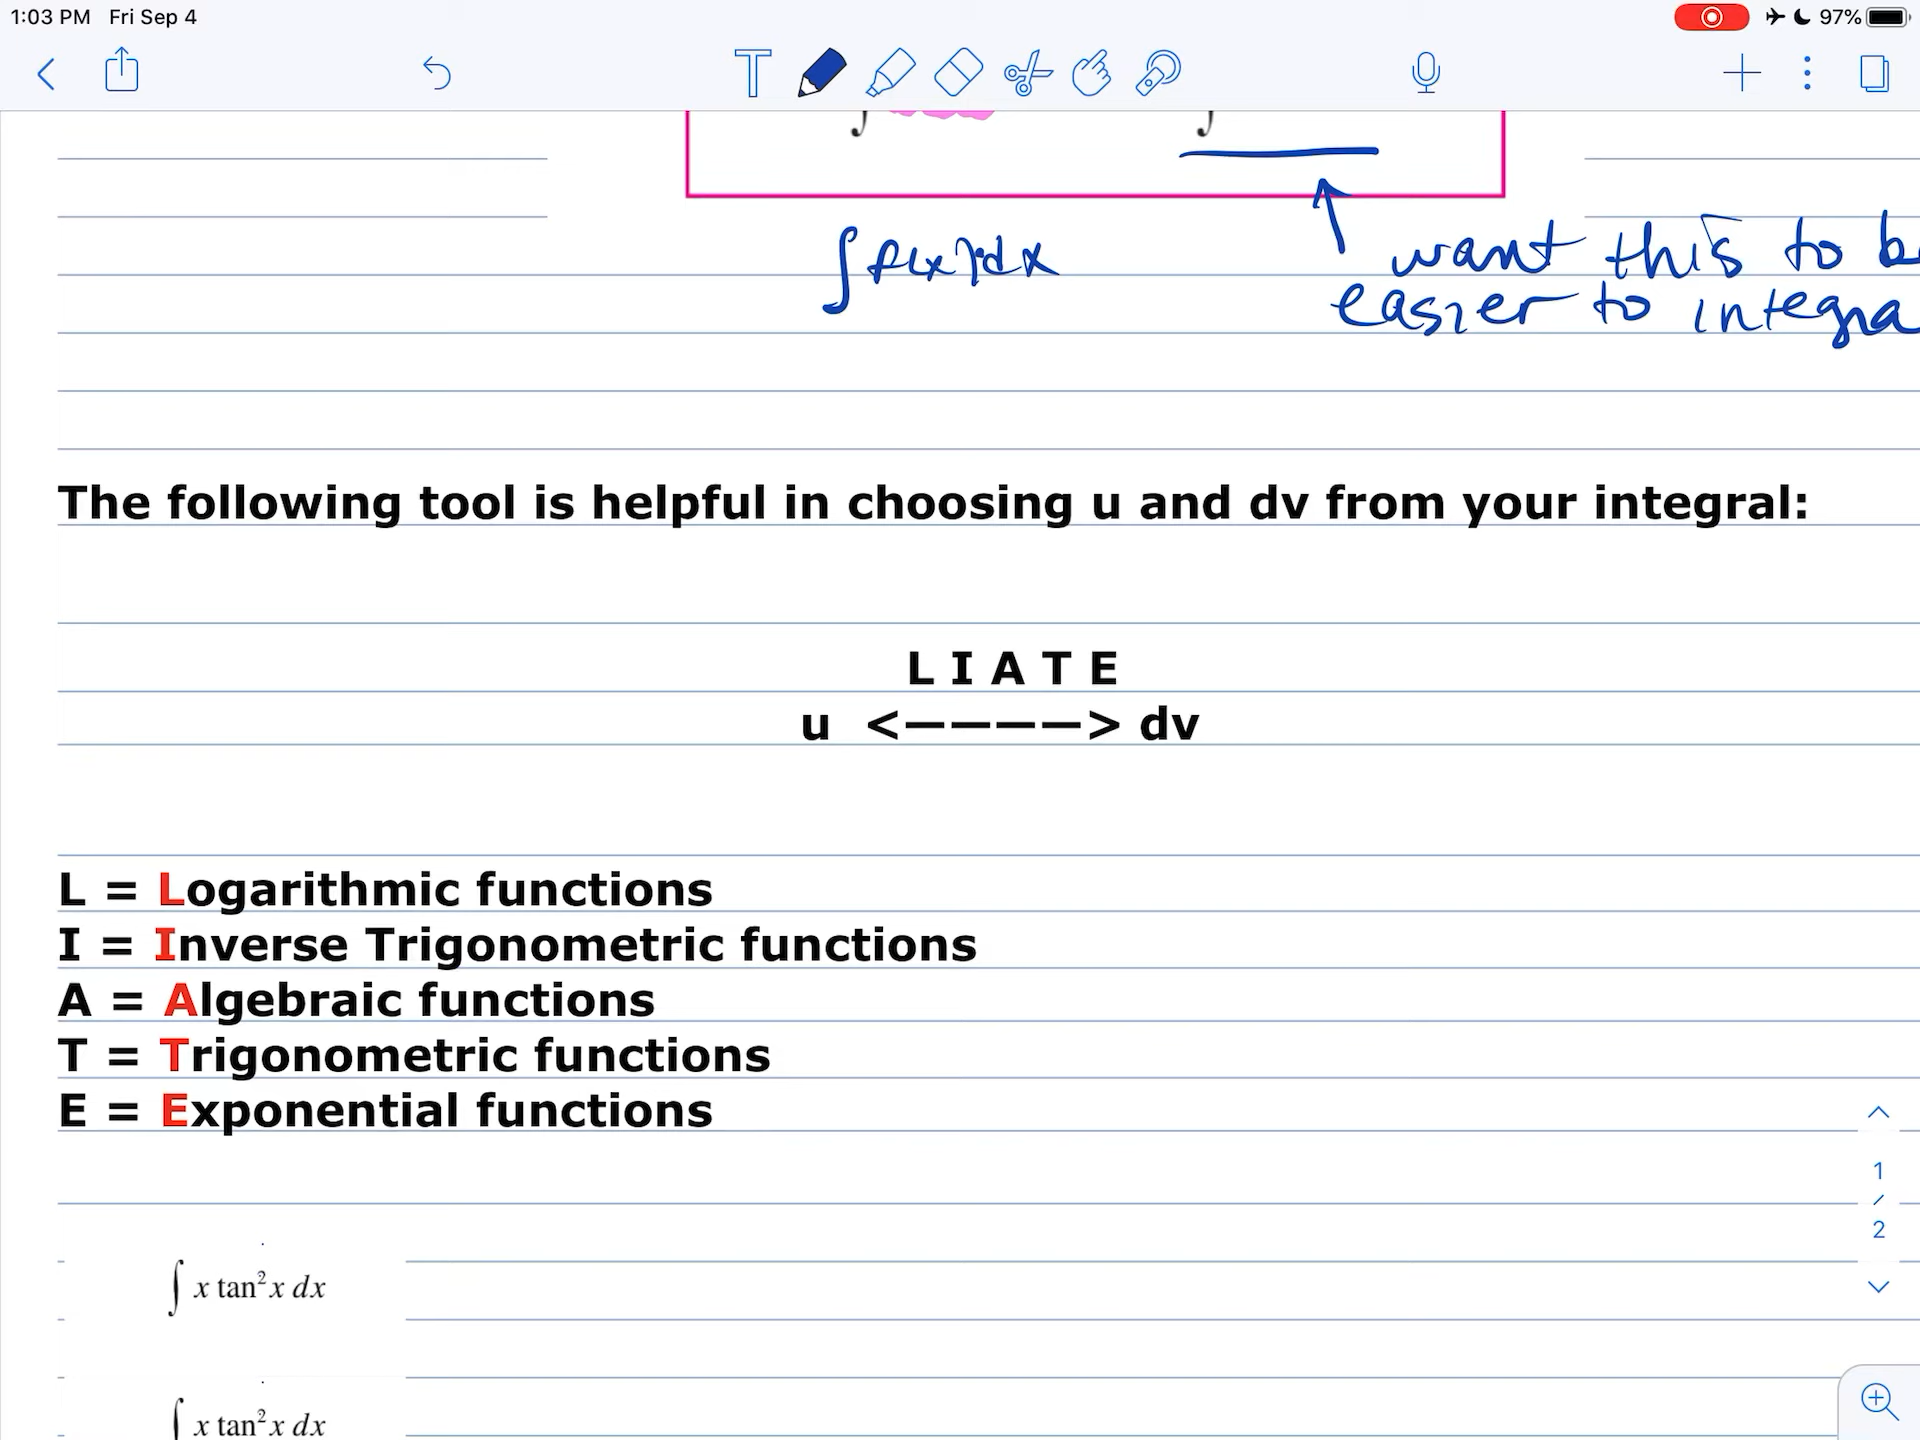 1:03 PM Fri Sep 4
97%
T
∫ f(x) dx
want this to
easier to
The following tool is helpful in choosing u and dv from your integral:
L I A T E
u <————> dv
L = Logarithmic functions
I = Inverse Trigonometric functions
A = Algebraic functions
T = Trigonometric functions
E = Exponential functions
1
/
2
∫ x tan²x dx
∫ x tan²x dx